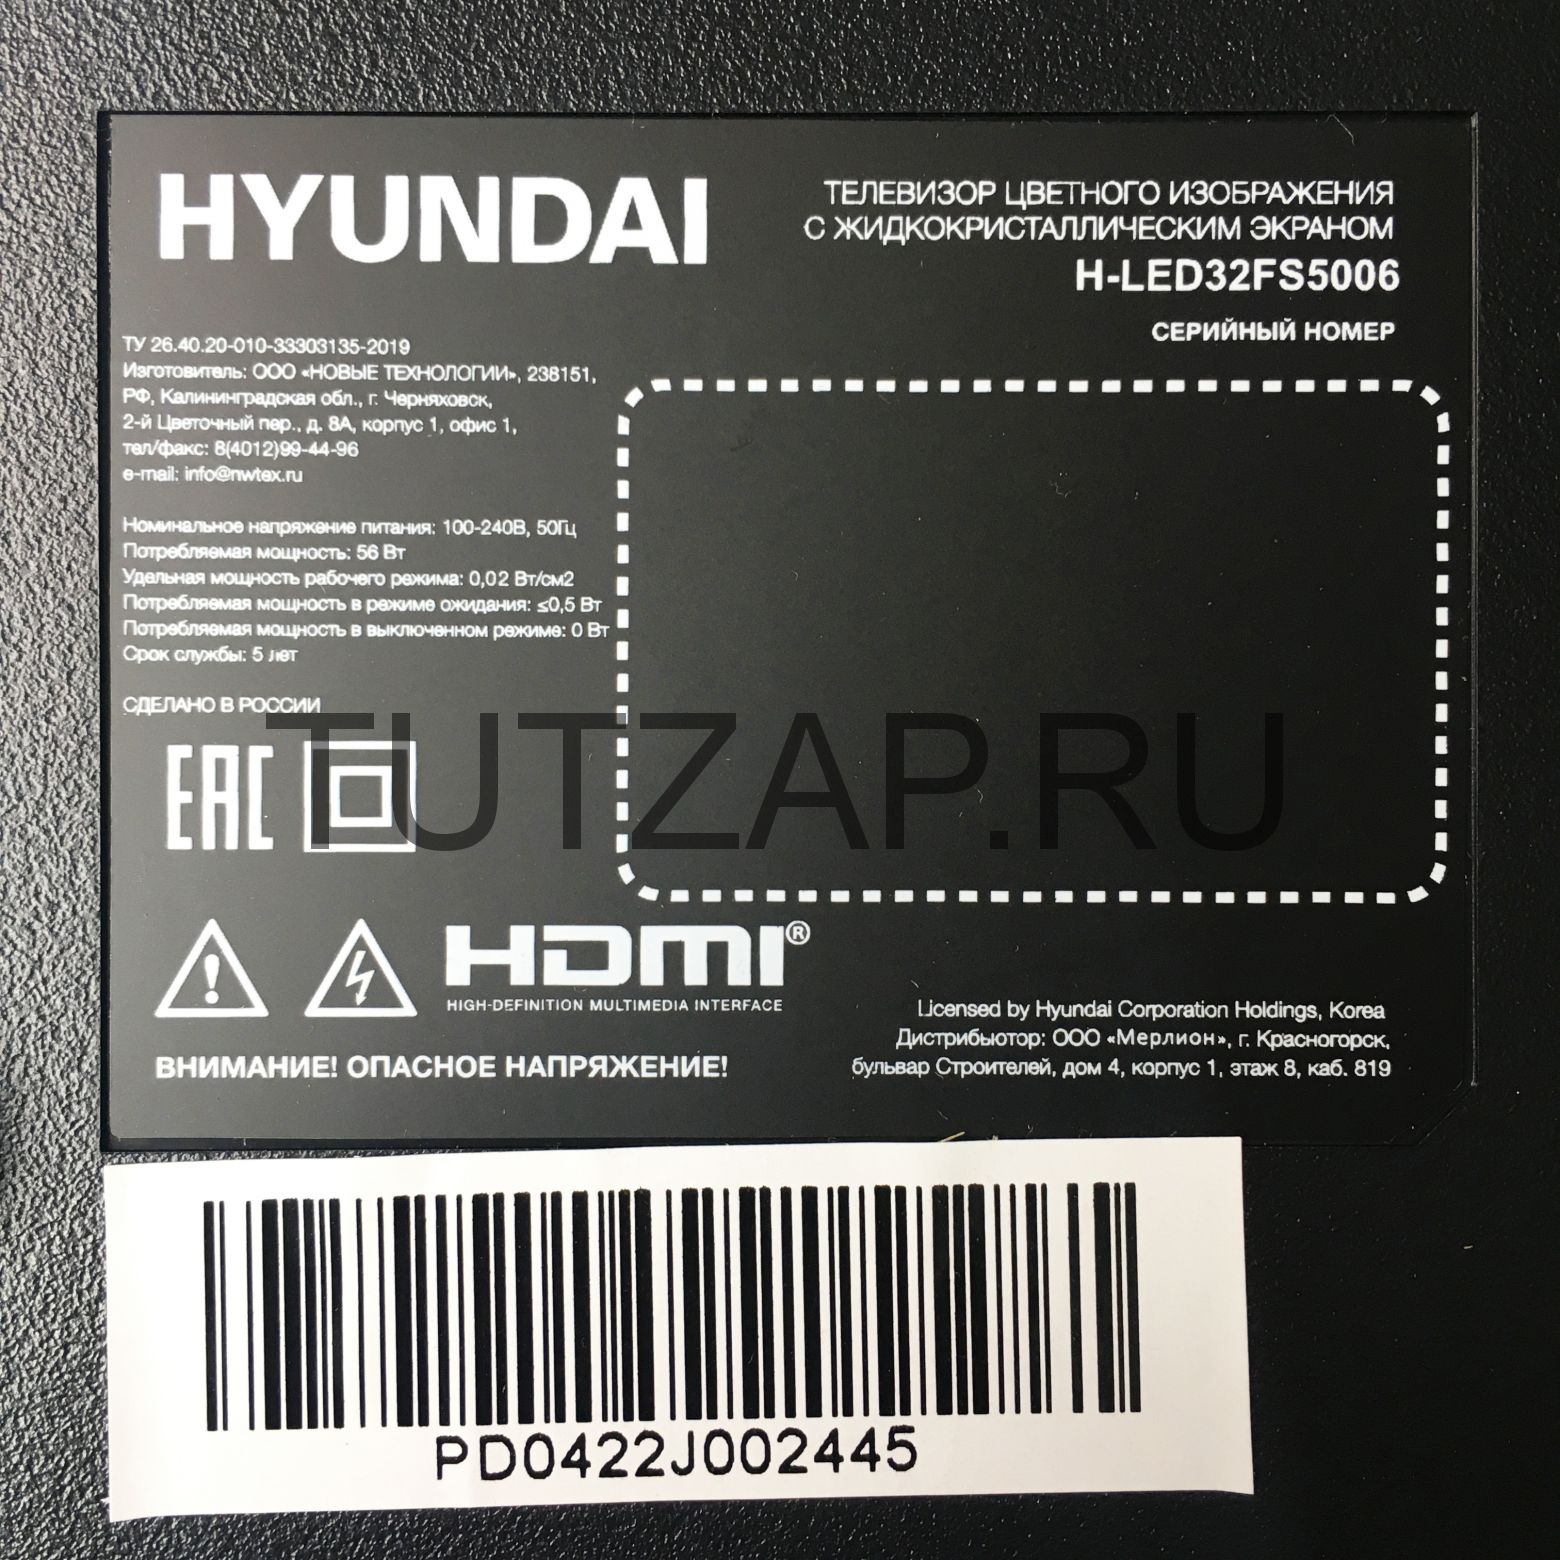 HYUNDAI
ТЕЛЕВИЗОР ЦВЕТНОГО ИЗОБРАЖЕНИЯ
С ЖИДКОКРИСТАЛЛИЧЕСКИМ ЭКРАНОМ
H-LED32FS5006
СЕРИЙНЫЙ НОМЕР
ТУ 26.40.20-010-33303135-2019
Изготовитель: ООО «НОВЫЕ ТЕХНОЛОГИИ», 238151,
РФ, Калининградская обл., г. Черняховск,
2-й Цветочный пер., д. 8А, корпус 1, офис 1,
тел/факс: 8(4012)99-44-96
e-mail: info@nwtex.ru
Номинальное напряжение питания: 100-240В, 50Гц
Потребляемая мощность: 56 Вт
Удельная мощность рабочего режима: 0,02 Вт/см2
Потребляемая мощность в режиме ожидания: ≤0,5 Вт
Потребляемая мощность в выключенном режиме: 0 Вт
Срок службы: 5 лет
СДЕЛАНО В РОССИИ
TUTZAP.RU
EAC
HDMI®
HIGH-DEFINITION MULTIMEDIA INTERFACE
ВНИМАНИЕ! ОПАСНОЕ НАПРЯЖЕНИЕ!
Licensed by Hyundai Corporation Holdings, Korea
Дистрибьютор: ООО «Мерлион», г. Красногорск,
бульвар Строителей, дом 4, корпус 1, этаж 8, каб. 819
PD0422J002445